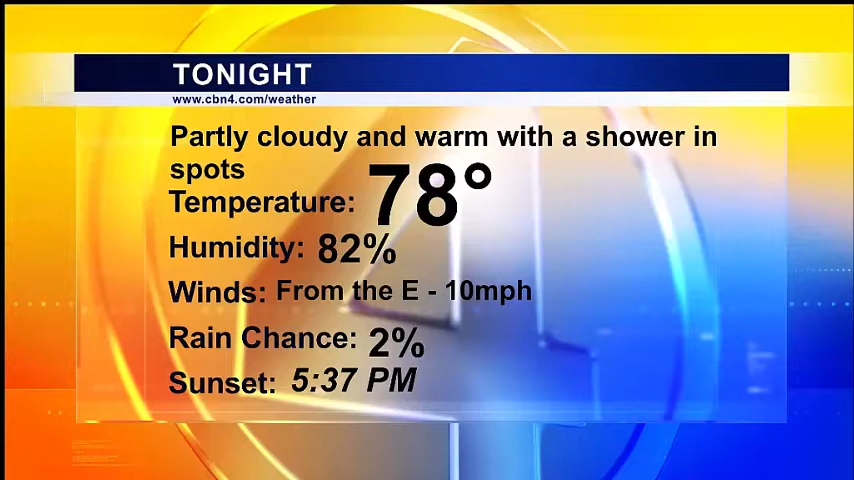 TONIGHT
www.cbn4.com/weather
Partly cloudy and warm with a shower in
spots
Temperature: 78°
Humidity: 82%
Winds: From the E - 10mph
Rain Chance: 2%
Sunset: 5:37 PM